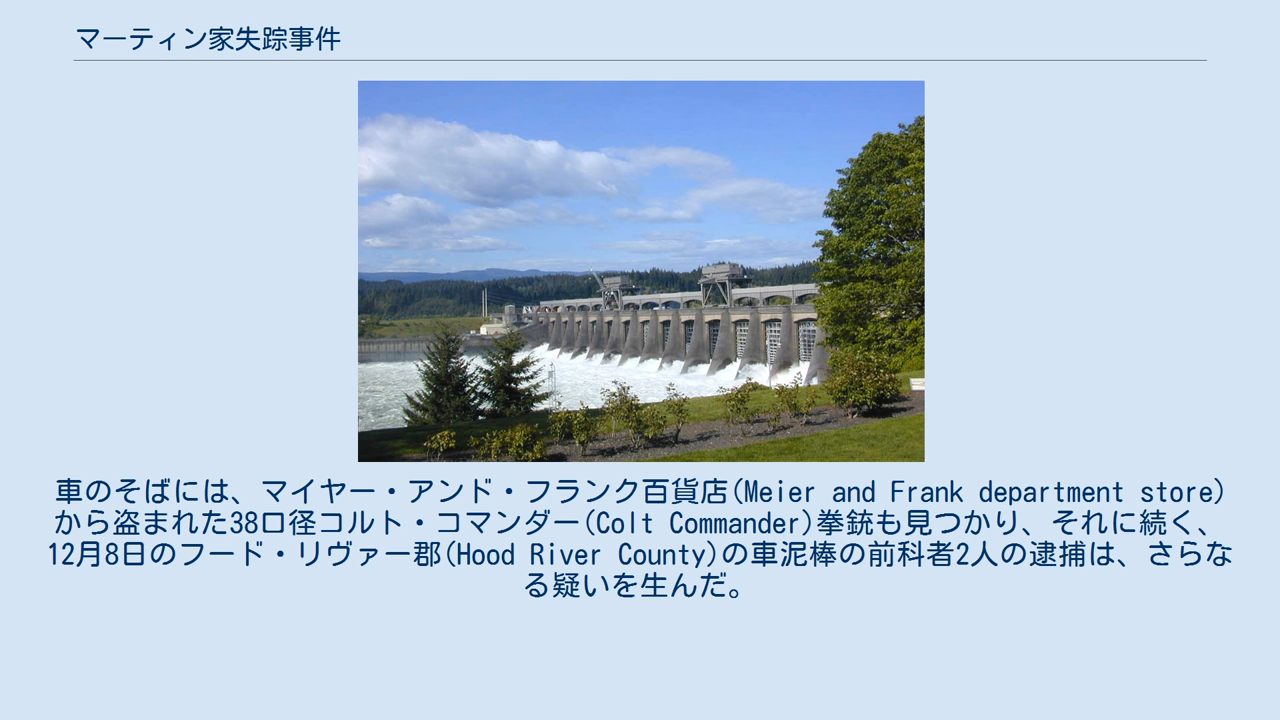 マーティン家失踪事件
車のそばには、マイヤー・アンド・フランク百貨店(Meier and Frank department store)
から盗まれた38口径コルト・コマンダー(Colt Commander)拳銃も見つかり、それに続く、
12月8日のフード・リヴァー郡(Hood River County)の車泥棒の前科者2人の逮捕は、さらな
る疑いを生んだ。